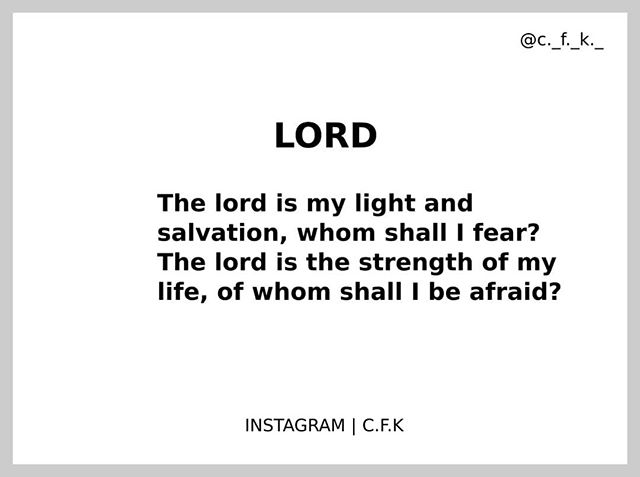 @c._f._k._
LORD
The lord is my light and
salvation, whom shall I fear?
The lord is the strength of my
life, of whom shall I be afraid?
INSTAGRAM | C.F.K